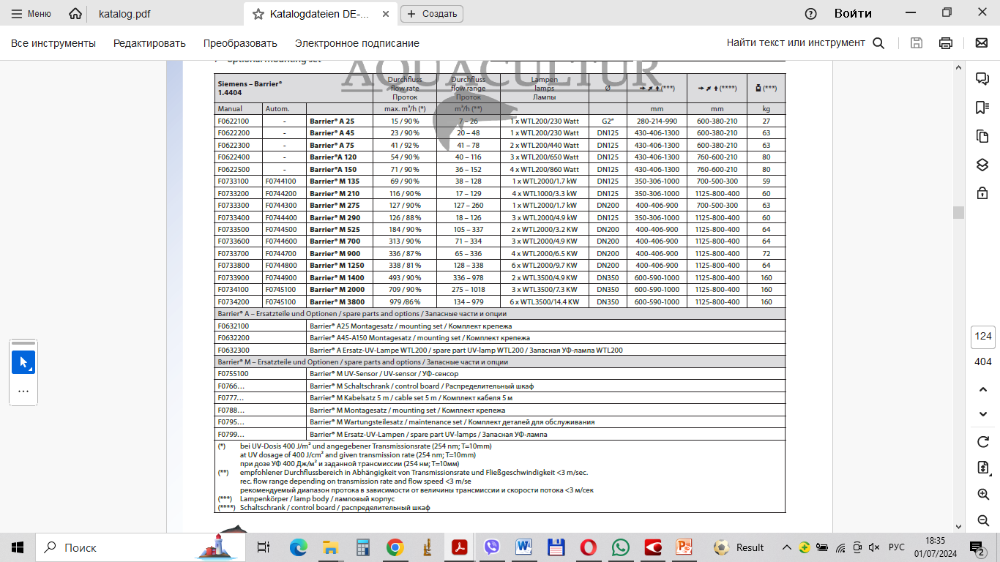 Меню
katalog.pdf
Katalogdateien DE-...
Создать
Войти
Все инструменты
Редактировать
Преобразовать
Электронное подписание
Найти текст или инструмент
optional mounting set
AQUACULTUR
Siemens – Barrier® 1.4404 Durchfluss flow rate Проток Durchfluss flow range Проток Lampen lamps Лампы Ø (***) (****) (***)
Manual Autom. max. m³/h (*) m³/h (**) mm mm kg
F0622100 - Barrier® A 25 15 / 90 % 7 – 26 1 x WTL200/230 Watt G2" 280-214-990 600-380-210 27
F0622200 - Barrier® A 45 23 / 90% 20 – 48 1 x WTL200/230 Watt DN125 430-406-1300 600-380-210 63
F0622300 - Barrier® A 75 41 / 92% 41 – 78 2 x WTL200/440 Watt DN125 430-406-1300 600-380-210 63
F0622400 - Barrier®A 120 54 / 90% 40 – 116 3 x WTL200/650 Watt DN125 430-406-1300 760-600-210 80
F0622500 - Barrier®A 150 71 / 90% 36 – 152 4 x WTL200/860 Watt DN125 430-406-1300 760-600-210 80
F0733100 F0744100 Barrier® M 135 69 / 90% 38 – 128 1 x WTL2000/1.7 kW DN125 350-306-1000 700-500-300 59
F0733200 F0744200 Barrier® M 210 116 / 90% 17 – 129 4 x WTL1000/3.3 kW DN125 350-306-1000 1125-800-400 60
F0733300 F0744300 Barrier® M 275 127 / 90% 127 – 260 1 x WTL2000/1.7 kW DN200 400-406-900 700-500-300 63
F0733400 F0744400 Barrier® M 290 126 / 88% 18 – 126 3 x WTL2000/4.9 kW DN125 350-306-1000 1125-800-400 60
F0733500 F0744500 Barrier® M 525 184 / 90% 105 – 337 2 x WTL2000/3.2 KW DN200 400-406-900 1125-800-400 64
F0733600 F0744600 Barrier® M 700 313 / 90% 71 – 334 3 x WTL2000/4.9 KW DN200 400-406-900 1125-800-400 64
F0733700 F0744700 Barrier® M 900 336 / 87% 65 – 336 4 x WTL2000/6.5 KW DN200 400-406-900 1125-800-400 72
F0733800 F0744800 Barrier® M 1250 338 / 81% 128 – 338 6 x WTL2000/9.7 KW DN200 400-406-900 1125-800-400 64
F0733900 F0744900 Barrier® M 1400 493 / 90% 336 – 978 2 x WTL3500/4.9 KW DN350 600-590-1000 1125-800-400 160
F0734100 F0745100 Barrier® M 2000 709 / 90% 275 – 1018 3 x WTL3500/7.3 KW DN350 600-590-1000 1125-800-400 160
F0734200 F0745100 Barrier® M 3800 979 /86% 134 – 979 6 x WTL3500/14.4 KW DN350 600-590-1000 1125-800-400 160
Barrier® A – Ersatzteile und Optionen / spare parts and options / Запасные части и опции
F0632100 Barrier® A25 Montagesatz / mounting set / Комплект крепежа
F0632200 Barrier® A45-A150 Montagesatz / mounting set / Комплект крепежа
F0632300 Barrier® A Ersatz-UV-Lampe WTL200 / spare part UV-lamp WTL200 / Запасная УФ-лампа WTL200
Barrier® M – Ersatzteile und Optionen / spare parts and options / Запасные части и опции
F0755100 Barrier® M UV-Sensor / UV-sensor / УФ-сенсор
F0766… Barrier® M Schaltschrank / control board / Распределительный шкаф
F0777… Barrier® M Kabelsatz 5 m / cable set 5 m / Комплект кабеля 5 м
F0788… Barrier® M Montagesatz / mounting set / Комплект крепежа
F0795… Barrier® M Wartungsteilesatz / maintenance set / Комплект деталей для обслуживания
F0799… Barrier® M Ersatz-UV-Lampen / spare part UV-lamps / Запасная УФ-лампа
(*) bei UV-Dosis 400 J/m² und angegebener Transmissionsrate (254 nm; T=10mm)
at UV dosage of 400 J/cm² and given transmission rate (254 nm; T=10mm)
при дозе УФ 400 Дж/м² и заданной трансмиссии (254 нм; T=10мм)
(**) empfohlener Durchflussbereich in Abhängigkeit von Transmissionsrate und Fließgeschwindigkeit <3 m/sec.
rec. flow range depending on transmission rate and flow speed <3 m/se
рекомендуемый диапазон протока в зависимости от величины трансмиссии и скорости потока <3 м/сек
(***) Lampenkörper / lamp body / ламповый корпус
(****) Schaltschrank / control board / распределительный шкаф
124
404
Поиск
Result
РУС
18:35
01/07/2024
2